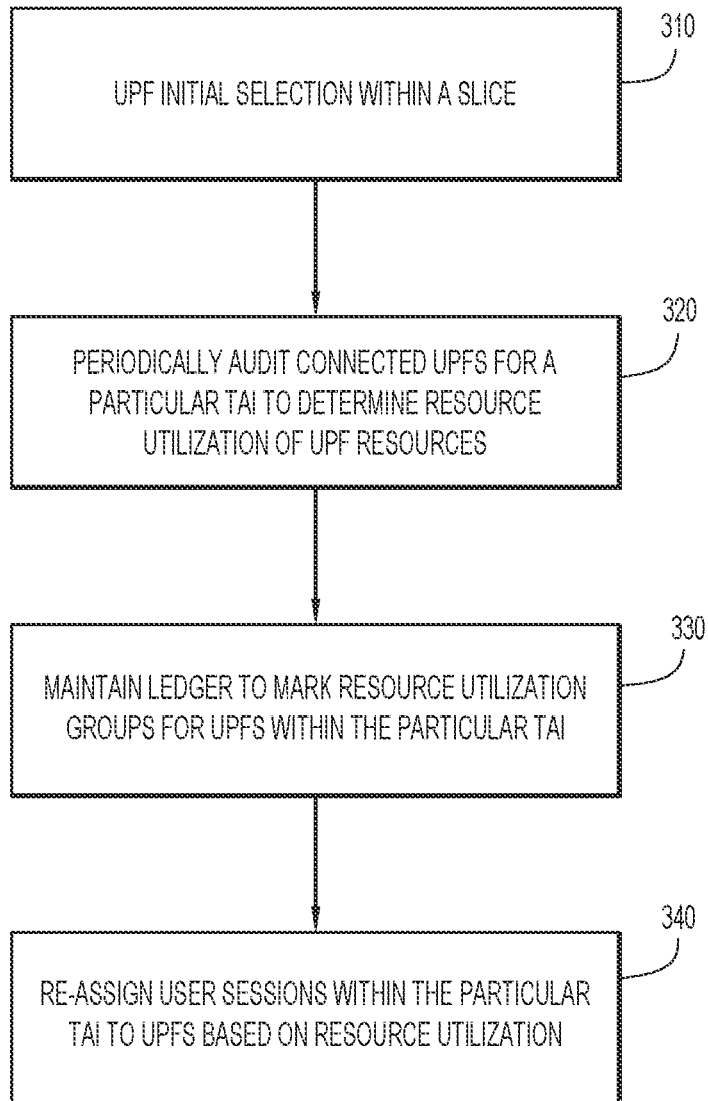 310
UPF INITIAL SELECTION WITHIN A SLICE
320
PERIODICALLY AUDIT CONNECTED UPFS FOR A
PARTICULAR TAI TO DETERMINE RESOURCE
UTILIZATION OF UPF RESOURCES
330
MAINTAIN LEDGER TO MARK RESOURCE UTILIZATION
GROUPS FOR UPFS WITHIN THE PARTICULAR TAI
340
RE-ASSIGN USER SESSIONS WITHIN THE PARTICULAR
TAI TO UPFS BASED ON RESOURCE UTILIZATION